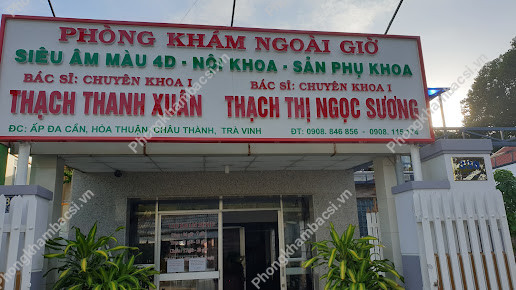 PHÒNG KHÁM NGOÀI GIỜ
SIÊU ÂM MÀU 4D - NỘI KHOA - SẢN PHỤ KHOA
BÁC SĨ: CHUYÊN KHOA I BÁC SĨ: CHUYÊN KHOA I
THẠCH THANH XUÂN THẠCH THỊ NGỌC SƯƠNG
ĐC: ẤP ĐA CẦN, HÒA THUẬN, CHÂU THÀNH, TRÀ VINH ĐT: 0908. 846 856 - 0908.
Phongkhambacsi.vn